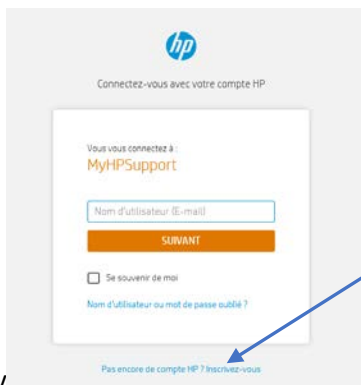 hp
Connectez-vous avec votre compte HP
Vous vous connectez à :
MyHPSupport
Nom d'utilisateur (E-mail)
SUIVANT
Se souvenir de moi
Nom d'utilisateur ou mot de passe oublié ?
Pas encore de compte HP ? Inscrivez-vous
/